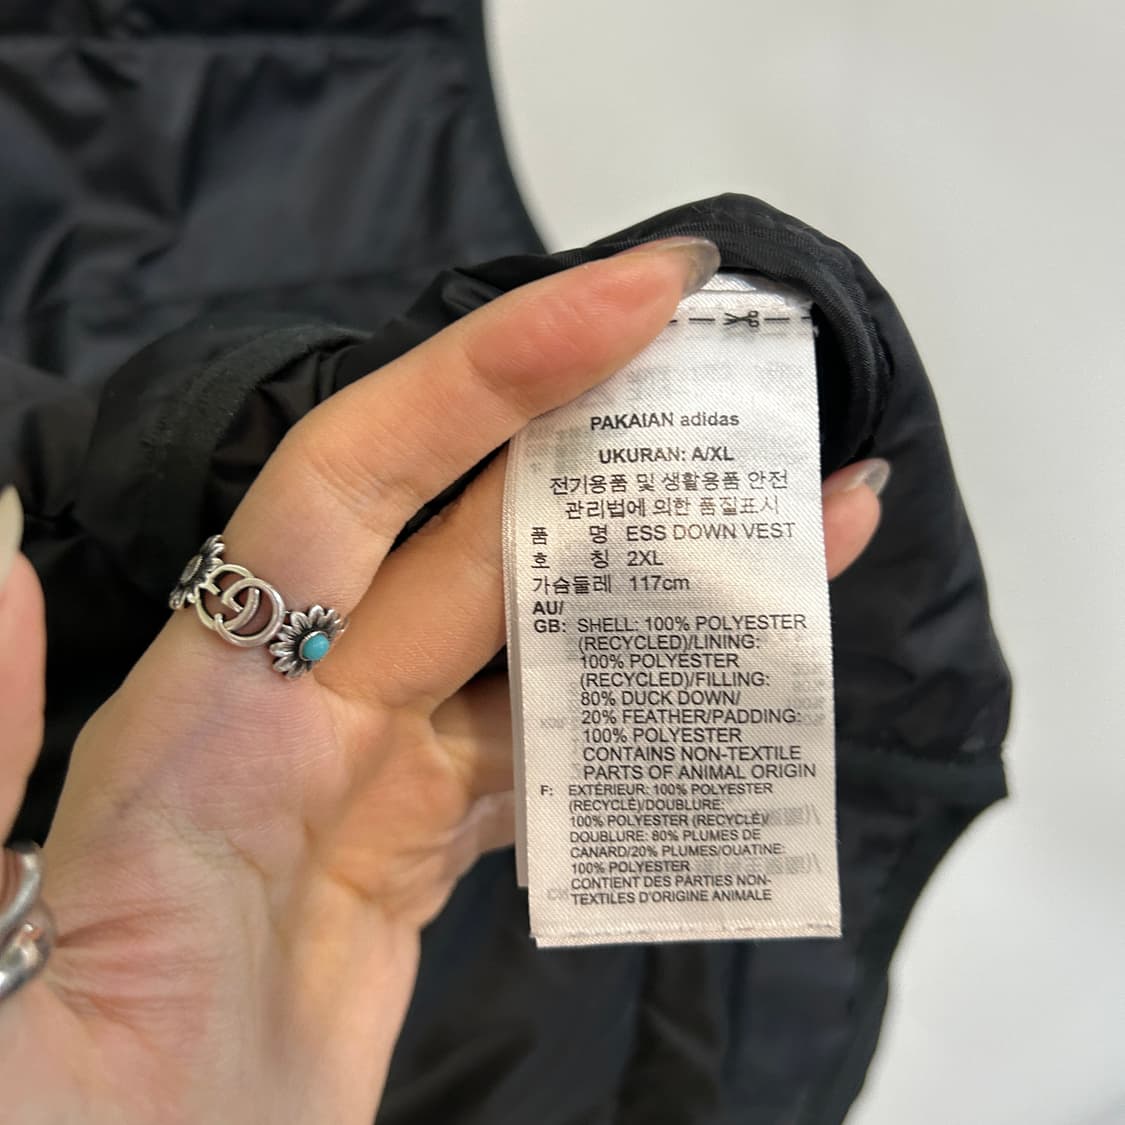 PAKAIAN adidas
UKURAN: A/XL
전기용품 및 생활용품 안전
관리법에 의한 품질표시
품 명 ESS DOWN VEST
호 칭 2XL
가슴둘레 117cm
AU/
GB: SHELL: 100% POLYESTER
(RECYCLED)/LINING:
100% POLYESTER
(RECYCLED)/FILLING:
80% DUCK DOWN/
20% FEATHER/PADDING:
100% POLYESTER
CONTAINS NON-TEXTILE
PARTS OF ANIMAL ORIGIN
F: EXTÉRIEUR: 100% POLYESTER
(RECYCLÉ)/DOUBLURE:
100% POLYESTER (RECYCLÉ)/
DOUBLURE: 80% PLUMES DE
CANARD/20% PLUMES/OUATINE:
100% POLYESTER
CONTIENT DES PARTIES NON-
TEXTILES D'ORIGINE ANIMALE